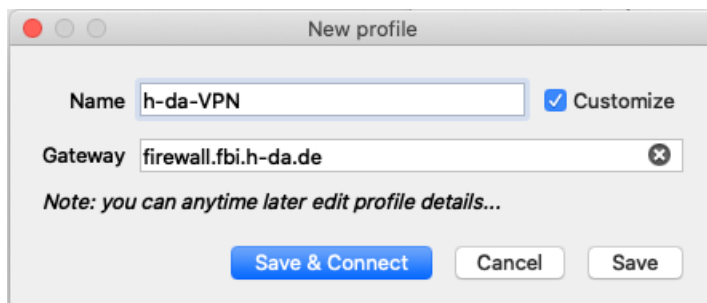 New profile
Name h-da-VPN Customize
Gateway firewall.fbi.h-da.de
Note: you can anytime later edit profile details...
Save & Connect Cancel Save